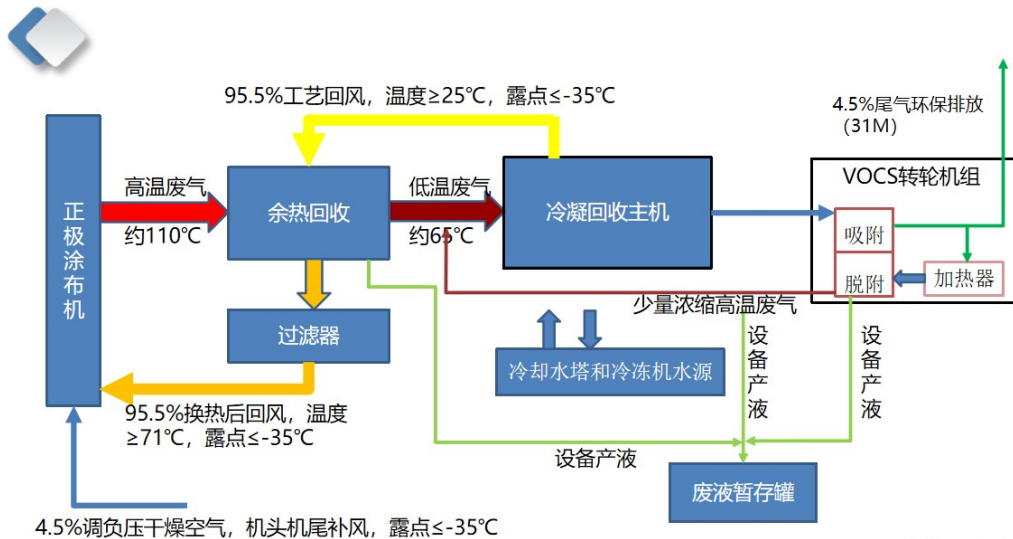 95.5%工艺回风，温度≥25℃，露点≤-35℃
4.5%尾气环保排放
（31M）
VOCS转轮机组
高温废气
约110℃
低温废气
约65℃
正极涂布机
余热回收
冷凝回收主机
吸附
脱附
加热器
少量浓缩高温废气
过滤器
冷却水塔和冷冻机水源
设备产液
设备产液
95.5%换热后回风，温度
≥71℃，露点≤-35℃
设备产液
废液暂存罐
4.5%调负压干燥空气，机头机尾补风，露点≤-35℃